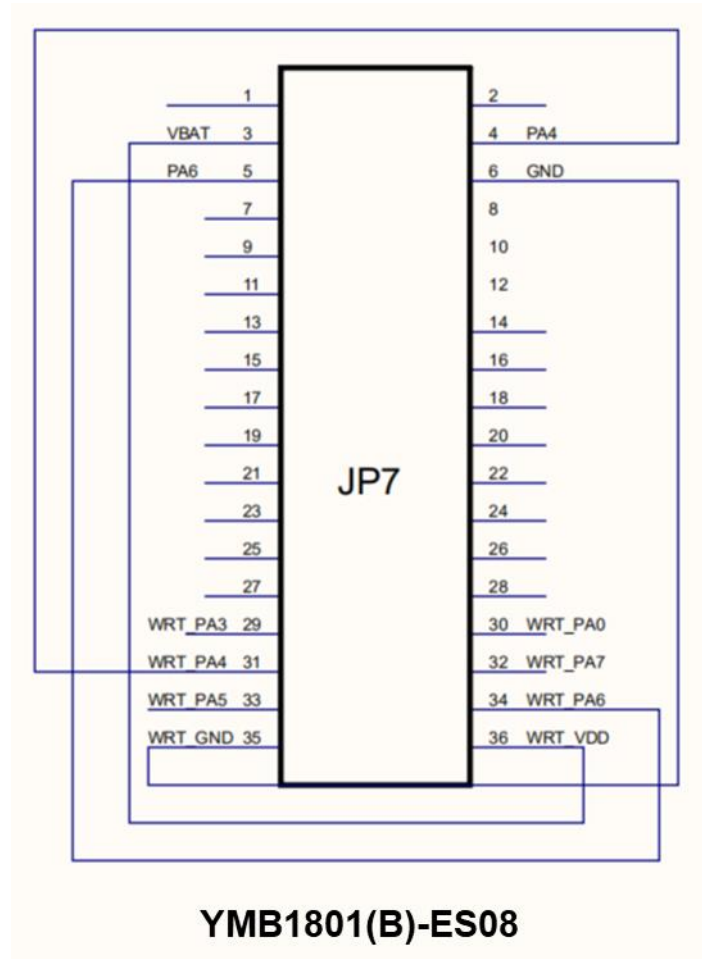 1 2
VBAT 3 4 PA4
PA6 5 6 GND
7 8
9 10
11 12
13 14
15 16
17 18
19 20
21 22
JP7
23 24
25 26
27 28
WRT_PA3 29 30 WRT_PA0
WRT_PA4 31 32 WRT_PA7
WRT_PA5 33 34 WRT_PA6
WRT_GND 35 36 WRT_VDD
YMB1801(B)-ES08